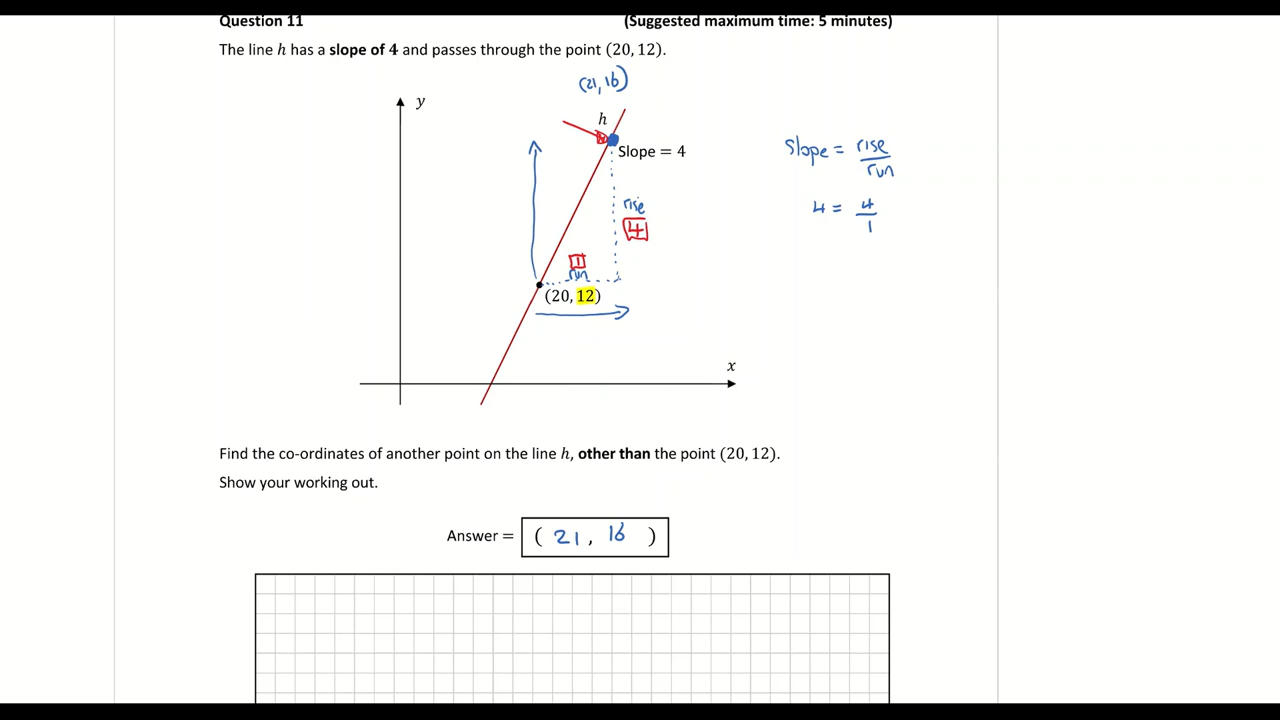 Question 11 (Suggested maximum time: 5 minutes)
The line h has a slope of 4 and passes through the point (20, 12).
(21, 16)
y
h
Slope = 4
Slope = rise/run
4 = 4/1
rise
4
1
run
(20, 12)
x
Find the co-ordinates of another point on the line h, other than the point (20, 12).
Show your working out.
Answer = ( 21 , 16 )